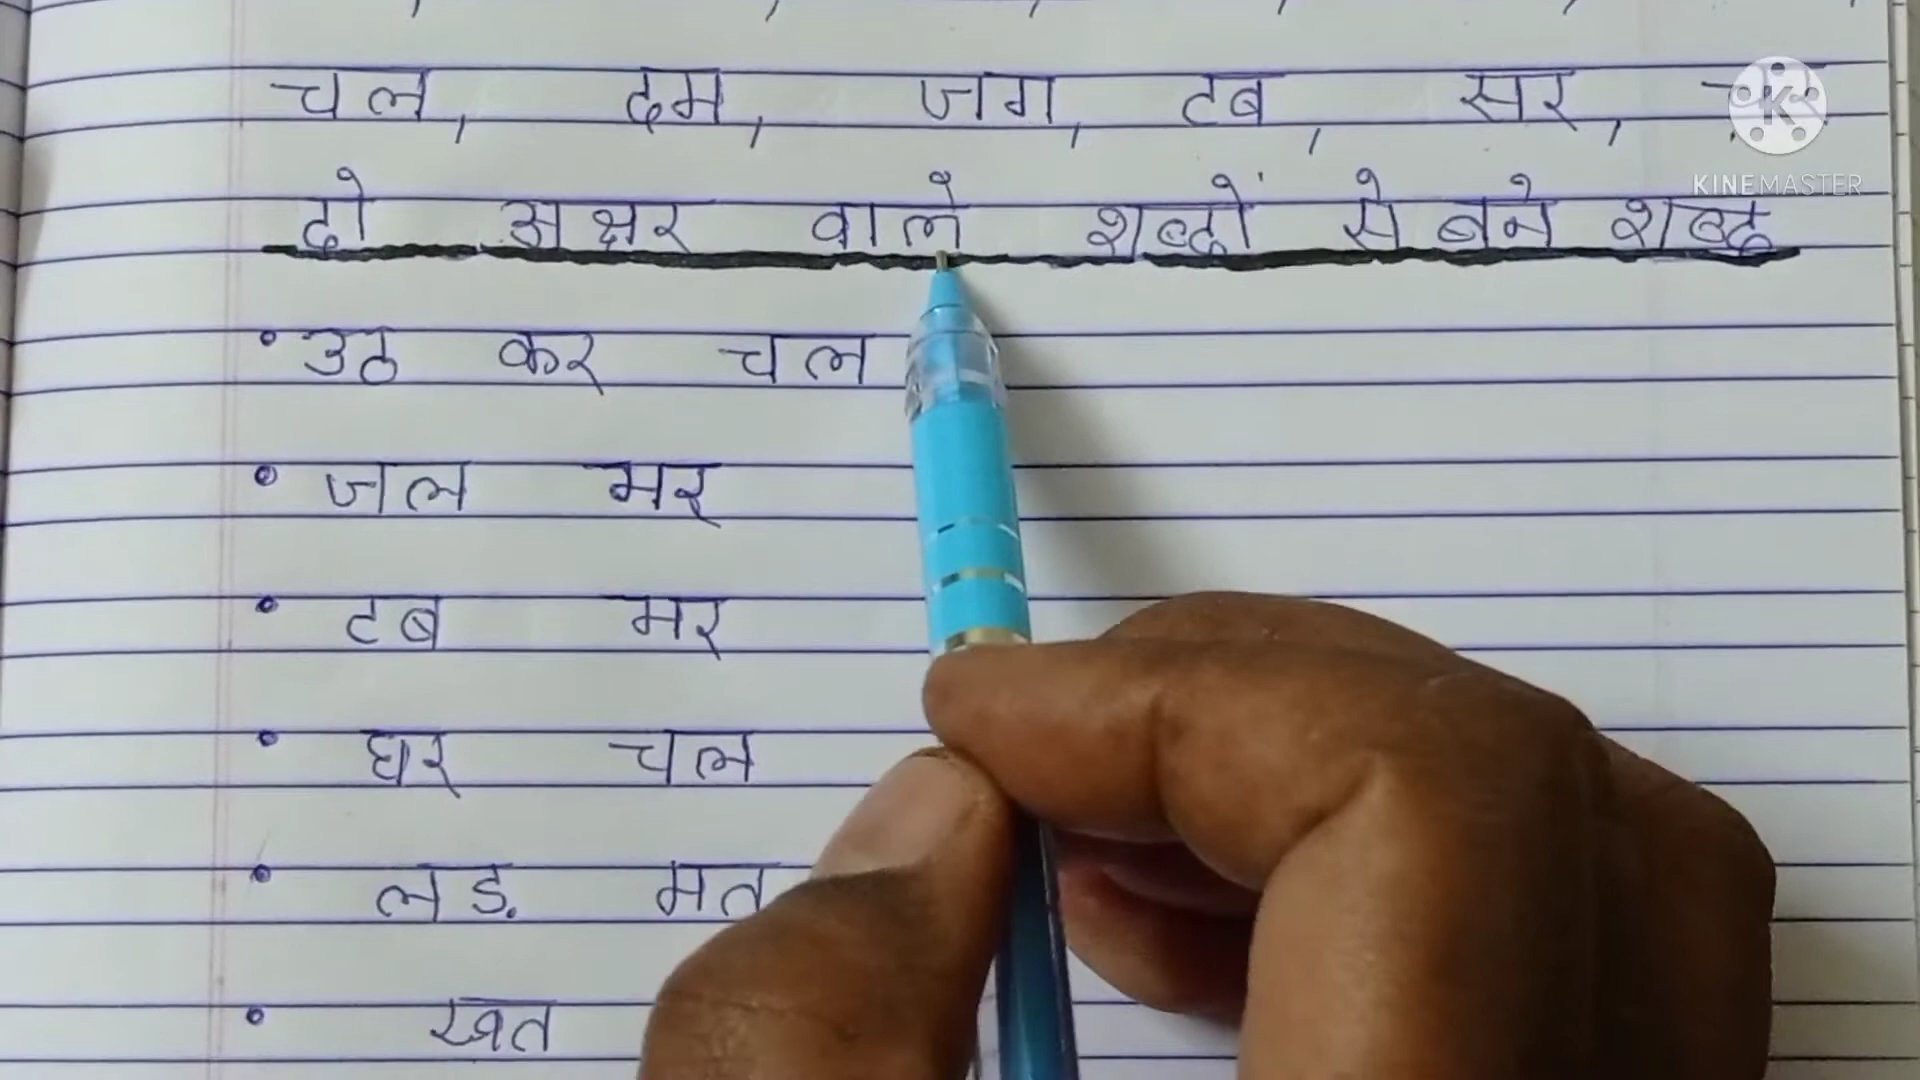 चल, दम, जग, टब, सर,
KINEMASTER
दो अक्षर वाले शब्दों से बने शब्द
• उठ कर चल
• जल भर
• टब भर
• घर चल
• लड़ मत
• खत